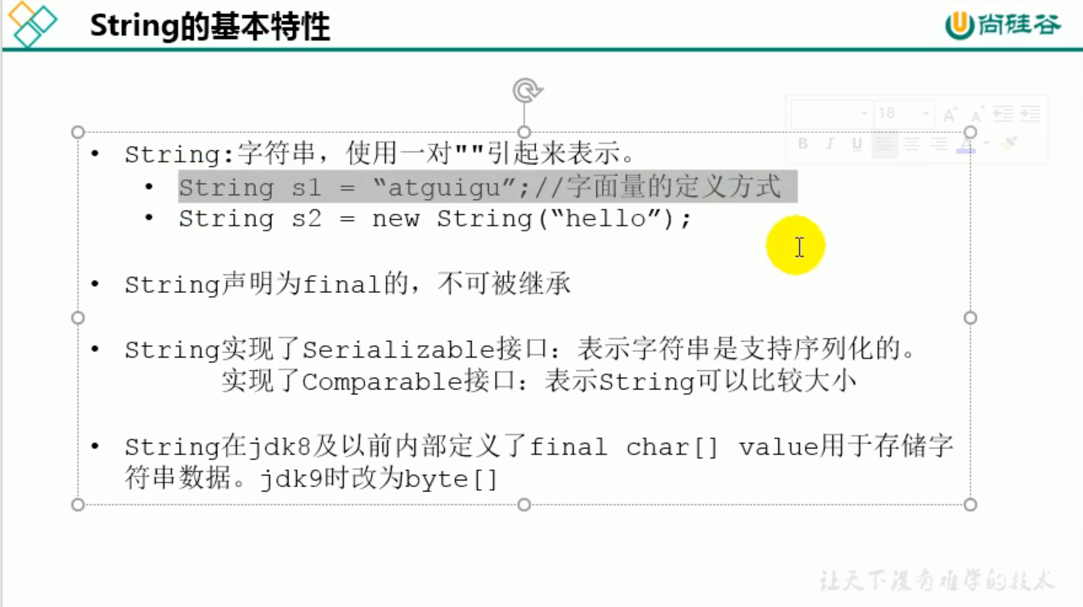 String的基本特性
尚硅谷
18
B I U A
• String:字符串，使用一对""引起来表示。
• String s1 = “atguigu”;//字面量的定义方式
• String s2 = new String(“hello”);
• String声明为final的，不可被继承
• String实现了Serializable接口：表示字符串是支持序列化的。
实现了Comparable接口：表示String可以比较大小
• String在jdk8及以前内部定义了final char[] value用于存储字
符串数据。jdk9时改为byte[]
让天下没有难学的技术